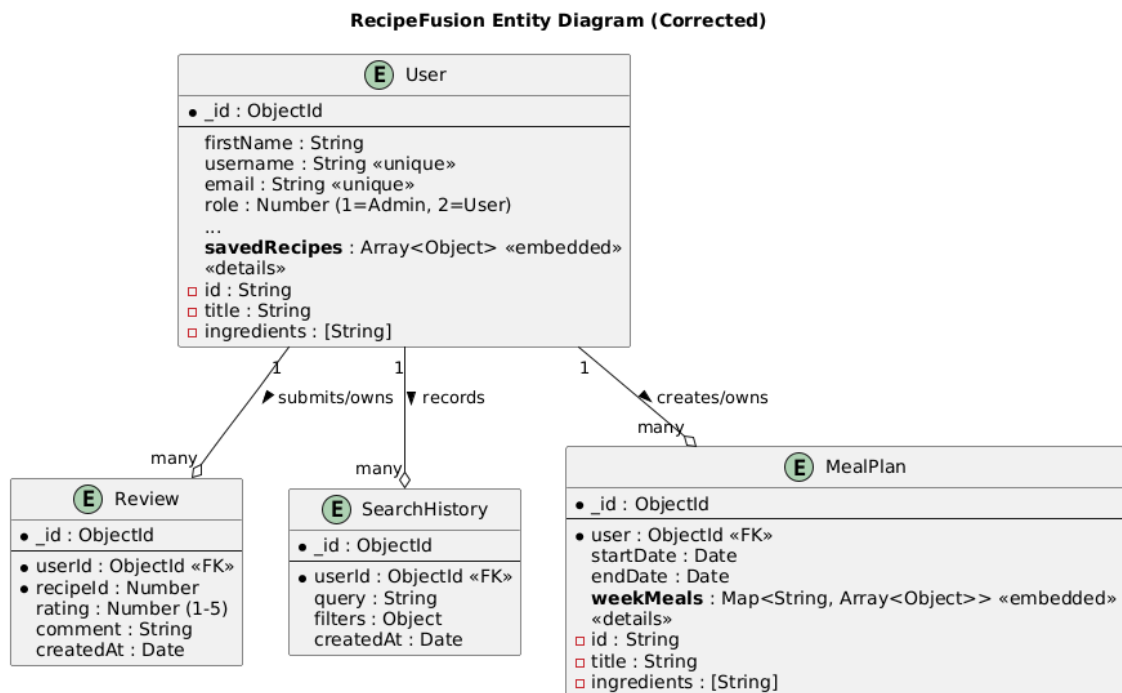 RecipeFusion Entity Diagram (Corrected)
E User
_id : ObjectId
firstName : String
username : String «unique»
email : String «unique»
role : Number (1=Admin, 2=User)
...
savedRecipes : Array<Object> «embedded»
«details»
id : String
title : String
ingredients : [String]
1
1
1
submits/owns
records
creates/owns
many
many
many
E Review
_id : ObjectId
userId : ObjectId «FK»
recipeId : Number
rating : Number (1-5)
comment : String
createdAt : Date
E SearchHistory
_id : ObjectId
userId : ObjectId «FK»
query : String
filters : Object
createdAt : Date
E MealPlan
_id : ObjectId
user : ObjectId «FK»
startDate : Date
endDate : Date
weekMeals : Map<String, Array<Object>> «embedded»
«details»
id : String
title : String
ingredients : [String]